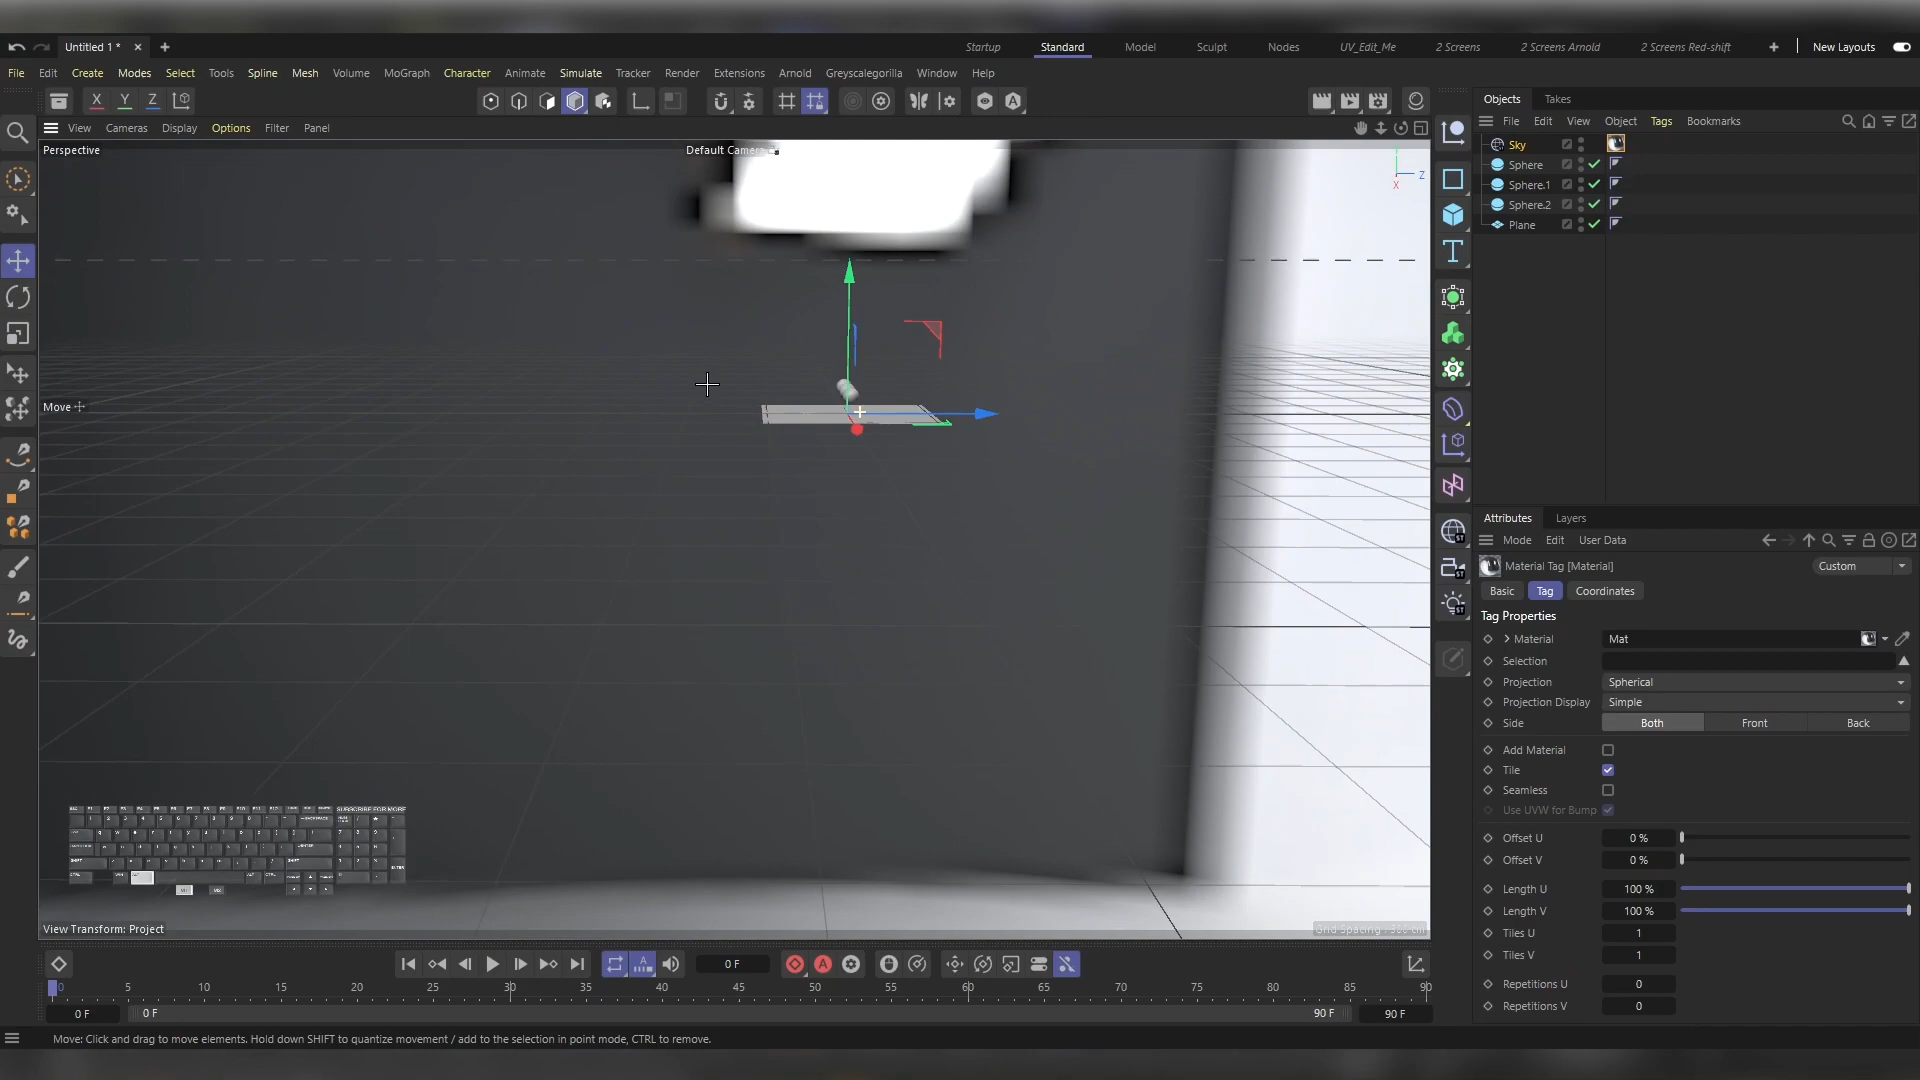 Untitled 1 *
Startup
Standard
Model
Sculpt
Nodes
UV_Edit_Me
2 Screens
2 Screens Arnold
2 Screens Red-shift
New Layouts
File Edit Create Modes Select Tools Spline Mesh Volume MoGraph Character Animate Simulate Tracker Render Extensions Arnold Greyscalegorilla Window Help
X Y Z
View Cameras Display Options Filter Panel
Perspective
Default Camera
Z
X
Move
SUBSCRIBE FOR MORE
View Transform: Project
Objects Takes
File Edit View Object Tags Bookmarks
Sky
Sphere
Sphere.1
Sphere.2
Plane
Attributes Layers
Mode Edit User Data
Material Tag [Material]
Custom
Basic Tag Coordinates
Tag Properties
Material Mat
Selection
Projection Spherical
Projection Display Simple
Side Both Front Back
Add Material
Tile
Seamless
Use UVW for Bump
Offset U 0 %
Offset V 0 %
Length U 100 %
Length V 100 %
Tiles U 1
Tiles V 1
Repetitions U 0
Repetitions V 0
0 F
0 5 10 15 20 25 30 35 40 45 50 55 60 65 70 75 80 85 90
0 F 0 F 90 F 90 F
Move: Click and drag to move elements. Hold down SHIFT to quantize movement / add to the selection in point mode, CTRL to remove.